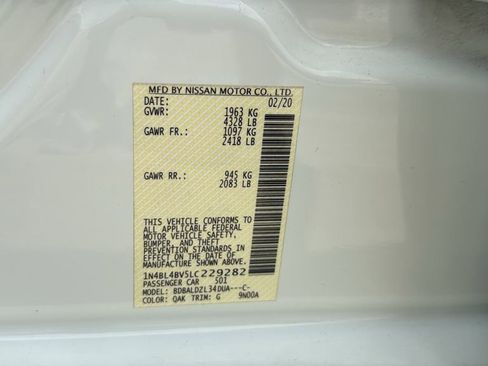 MFD BY NISSAN MOTOR CO., LTD.
DATE: 02/20
GVWR: 1963 KG
4328 LB
GAWR FR.: 1097 KG
2418 LB
GAWR RR.: 945 KG
2083 LB
THIS VEHICLE CONFORMS TO
ALL APPLICABLE FEDERAL
MOTOR VEHICLE SAFETY,
BUMPER, AND THEFT
PREVENTION STANDARDS IN
EFFECT ON THE DATE OF
MANUFACTURE SHOWN ABOVE.
1N4BL4BV5LC229282
PASSENGER CAR 501
MODEL: BDBALDZL34DUA---C-
COLOR: QAK TRIM: G 9N00A